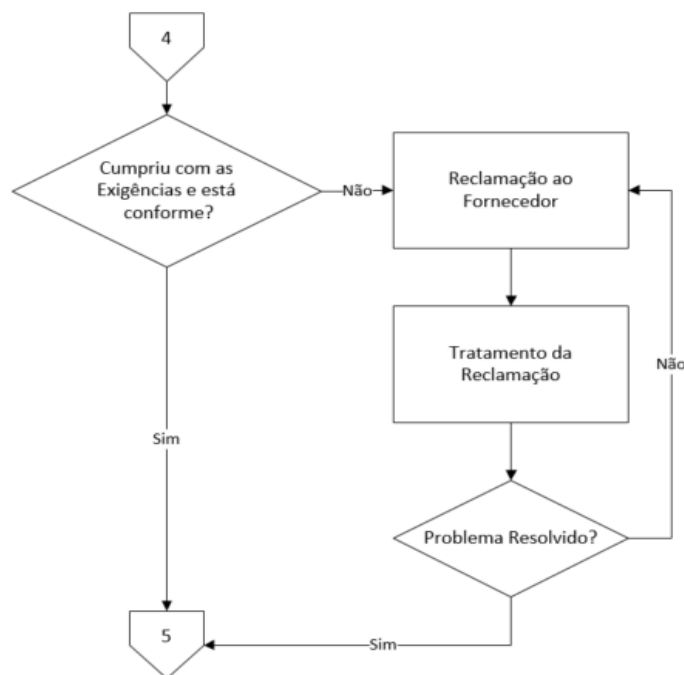 4
Cumpriu com as
Exigências e está
conforme?
Não
Reclamação ao
Fornecedor
Tratamento da
Reclamação
Não
Sim
Problema Resolvido?
5
Sim